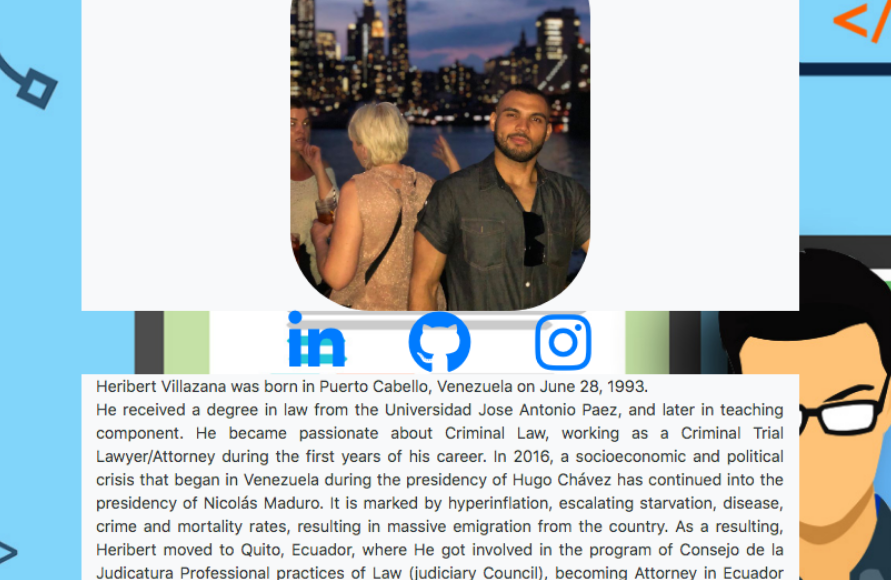 in
Heribert Villazana was born in Puerto Cabello, Venezuela on June 28, 1993.
He received a degree in law from the Universidad Jose Antonio Paez, and later in teaching
component. He became passionate about Criminal Law, working as a Criminal Trial
Lawyer/Attorney during the first years of his career. In 2016, a socioeconomic and political
crisis that began in Venezuela during the presidency of Hugo Chávez has continued into the
presidency of Nicolás Maduro. It is marked by hyperinflation, escalating starvation, disease,
crime and mortality rates, resulting in massive emigration from the country. As a resulting,
Heribert moved to Quito, Ecuador, where He got involved in the program of Consejo de la
Judicatura Professional practices of Law (judiciary Council), becoming Attorney in Ecuador